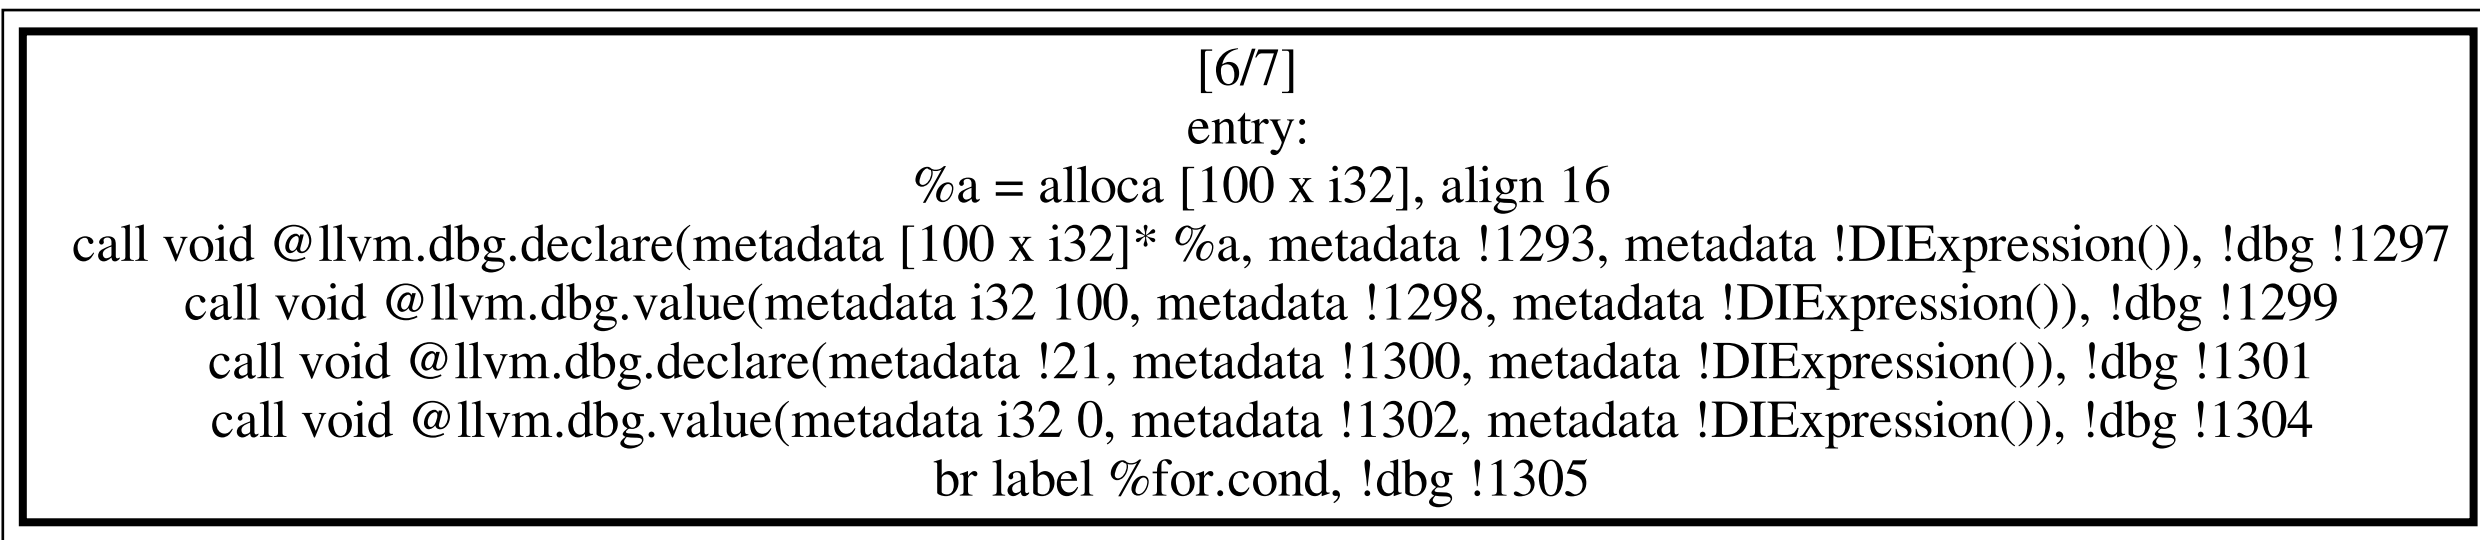 [6/7]
entry:
%a = alloca [100 x i32], align 16
call void @llvm.dbg.declare(metadata [100 x i32]* %a, metadata !1293, metadata !DIExpression()), !dbg !1297
call void @llvm.dbg.value(metadata i32 100, metadata !1298, metadata !DIExpression()), !dbg !1299
call void @llvm.dbg.declare(metadata !21, metadata !1300, metadata !DIExpression()), !dbg !1301
call void @llvm.dbg.value(metadata i32 0, metadata !1302, metadata !DIExpression()), !dbg !1304
br label %for.cond, !dbg !1305